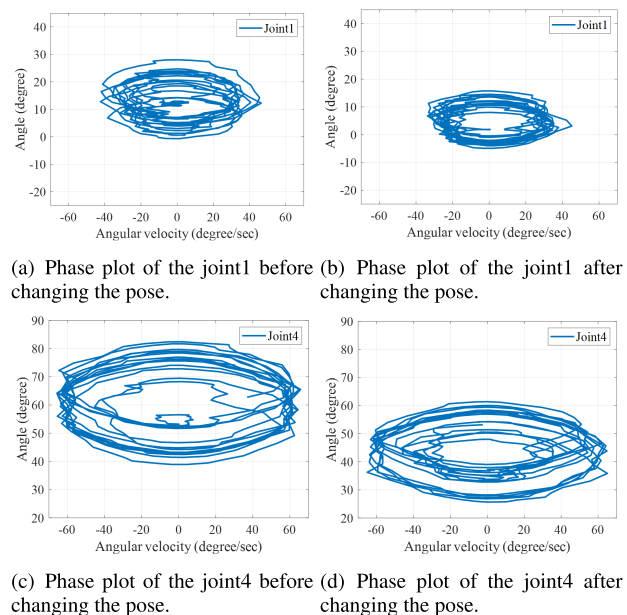 Joint1
40
30
20
10
0
-10
-20
Angle (degree)
-60 -40 -20 0 20 40 60
Angular velocity (degree/sec)
Joint1
40
30
20
10
0
-10
-20
Angle (degree)
-60 -40 -20 0 20 40 60
Angular velocity (degree/sec)
(a) Phase plot of the joint1 before
changing the pose.
(b) Phase plot of the joint1 after
changing the pose.
Joint4
90
80
70
60
50
40
30
20
Angle (degree)
-60 -40 -20 0 20 40 60
Angular velocity (degree/sec)
Joint4
90
80
70
60
50
40
30
20
Angle (degree)
-60 -40 -20 0 20 40 60
Angular velocity (degree/sec)
(c) Phase plot of the joint4 before
changing the pose.
(d) Phase plot of the joint4 after
changing the pose.